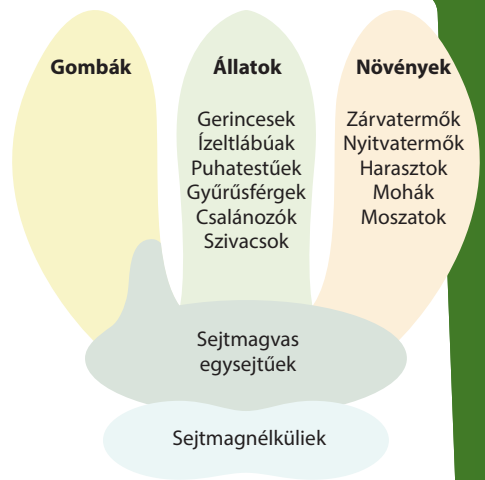 Gombák
Állatok
Gerincesek
Ízeltlábúak
Puhatestűek
Gyűrűsférgek
Csalánozók
Szivacsok
Növények
Zárvatermők
Nyitvatermők
Harasztok
Mohák
Moszatok
Sejtmagvas
egysejtűek
Sejtmagnélküliek